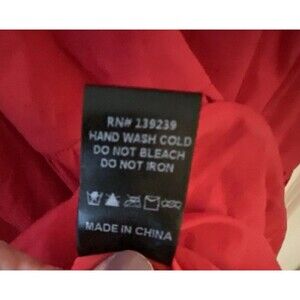 RN# 139239
HAND WASH COLD
DO NOT BLEACH
DO NOT IRON
MADE IN CHINA